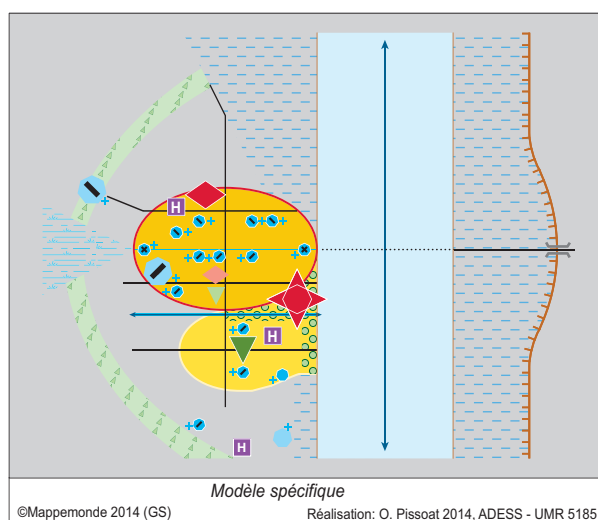 H
H
H
Modèle spécifique
©Mappemonde 2014 (GS)
Réalisation: O. Pissoat 2014, ADESS - UMR 5185